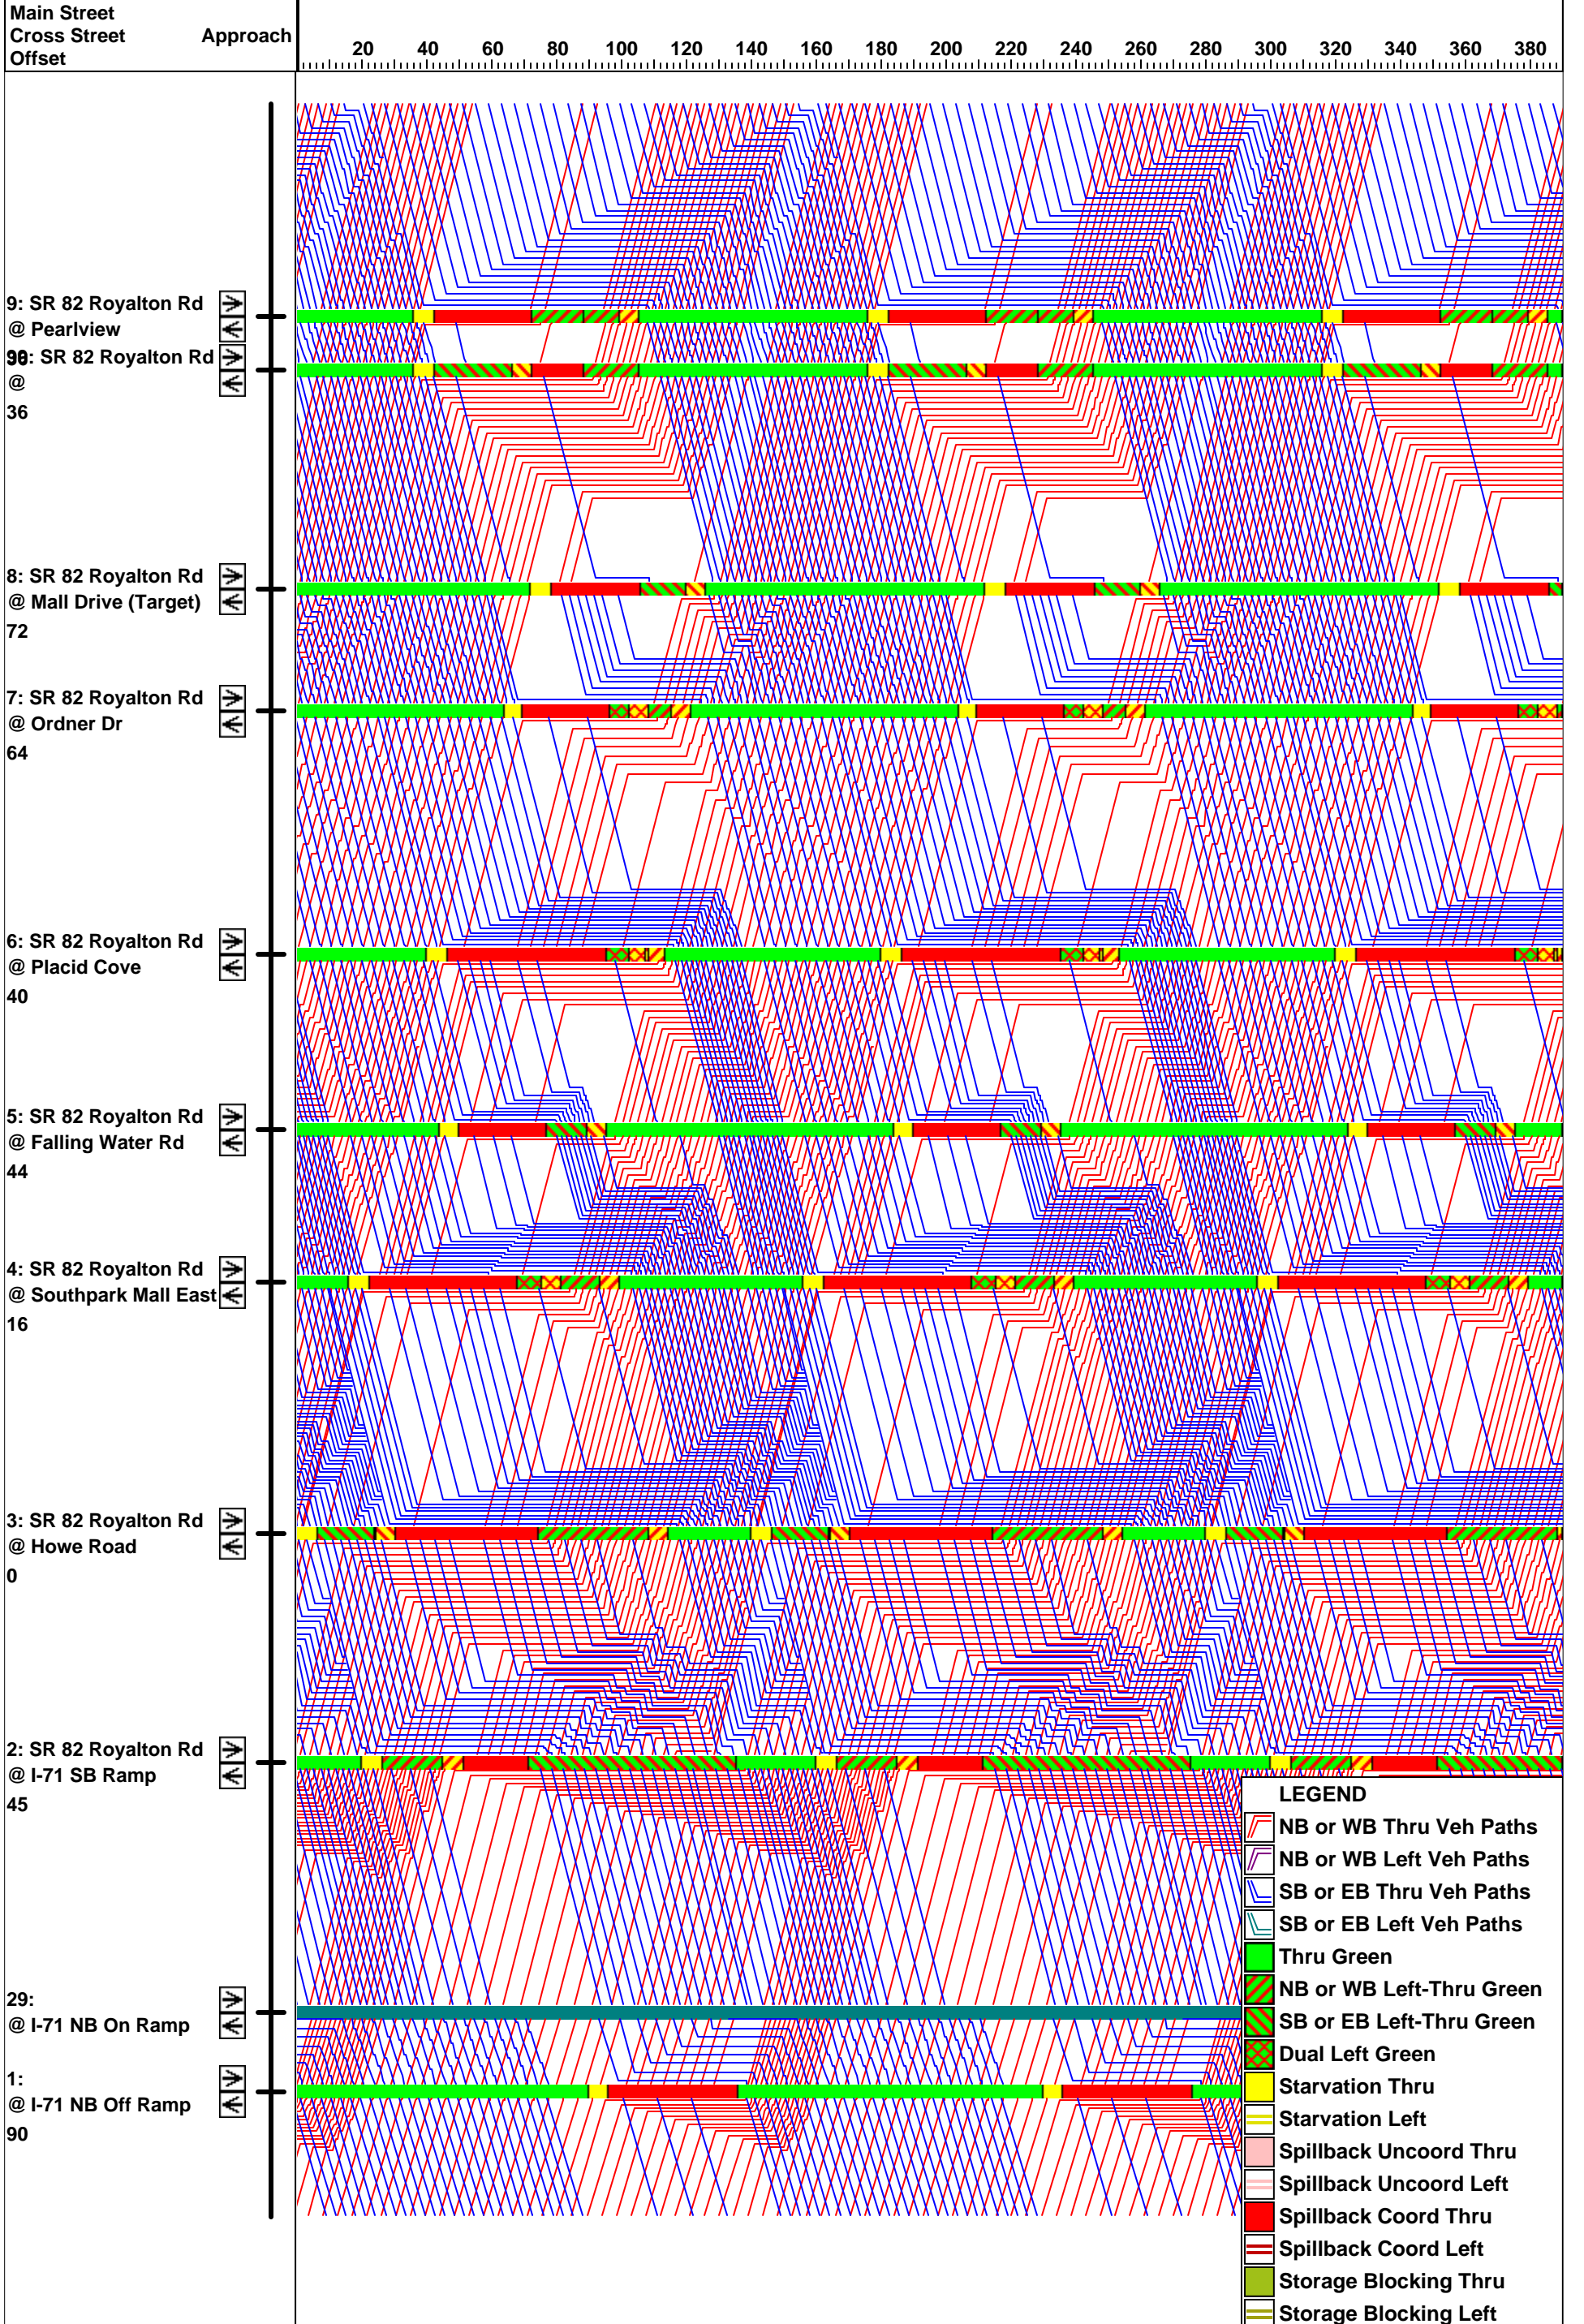 Main Street
Cross Street Approach
Offset
20 40 60 80 100 120 140 160 180 200 220 240 260 280 300 320 340 360 380
9: SR 82 Royalton Rd
@ Pearlview
: SR 82 Royalton Rd
@
36
8: SR 82 Royalton Rd
@ Mall Drive (Target)
72
7: SR 82 Royalton Rd
@ Ordner Dr
64
6: SR 82 Royalton Rd
@ Placid Cove
40
5: SR 82 Royalton Rd
@ Falling Water Rd
44
4: SR 82 Royalton Rd
@ Southpark Mall East
16
3: SR 82 Royalton Rd
@ Howe Road
0
2: SR 82 Royalton Rd
@ I-71 SB Ramp
45
29:
@ I-71 NB On Ramp
1:
@ I-71 NB Off Ramp
90
LEGEND
NB or WB Thru Veh Paths
NB or WB Left Veh Paths
SB or EB Thru Veh Paths
SB or EB Left Veh Paths
Thru Green
NB or WB Left-Thru Green
SB or EB Left-Thru Green
Dual Left Green
Starvation Thru
Starvation Left
Spillback Uncoord Thru
Spillback Uncoord Left
Spillback Coord Thru
Spillback Coord Left
Storage Blocking Thru
Storage Blocking Left